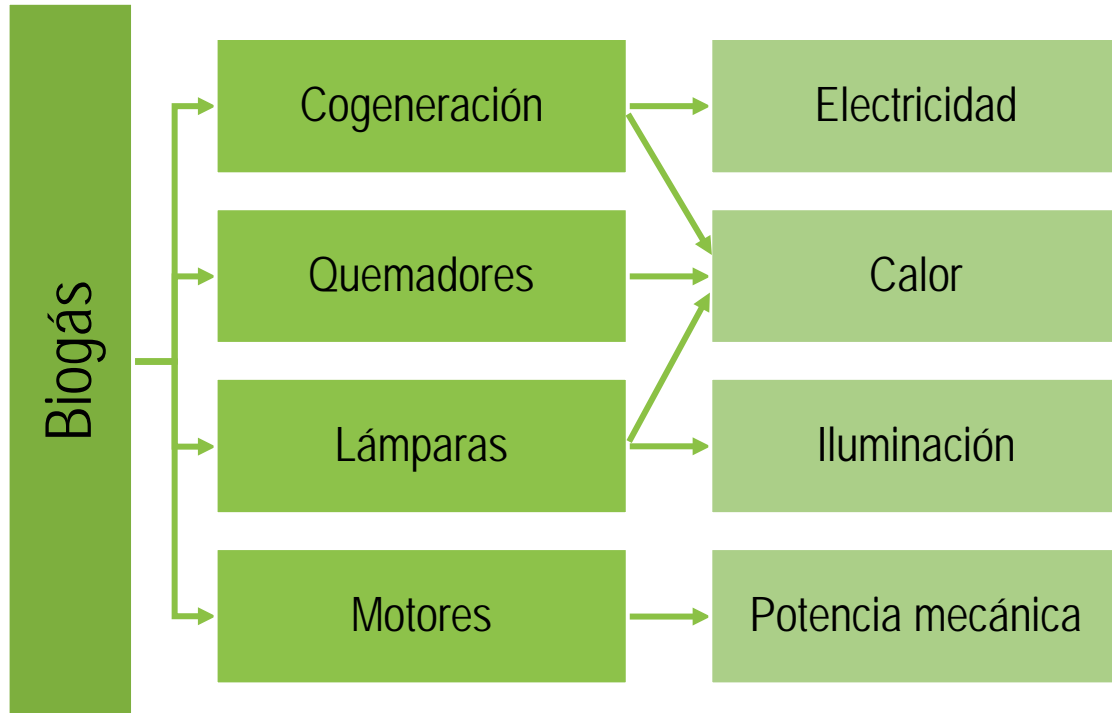 Biogás
Cogeneración
Electricidad
Quemadores
Calor
Lámparas
Iluminación
Motores
Potencia mecánica